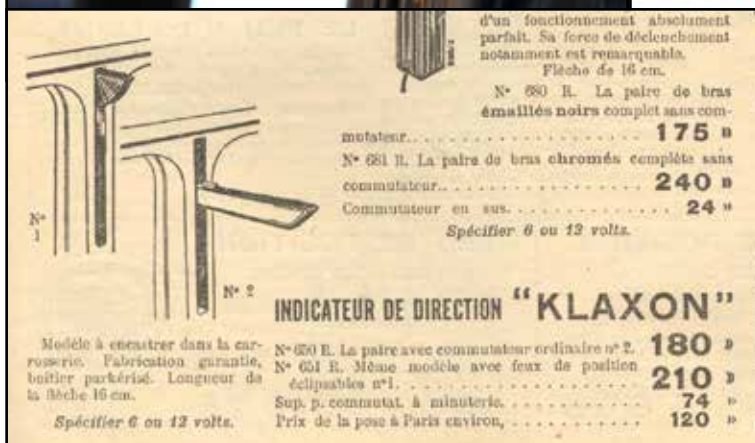 d'un fonctionnement absolument
parfait. Sa force de déclenchement
notamment est remarquable.
Flèche de 16 cm.
N° 680 R. La paire de bras
émaillés noirs complet sans com-
mutateur. . . . . . . . . . . . . . . . . . 175 »
N° 681 R. La paire de bras chromés complète sans
commutateur. . . . . . . . . . . . . . . . 240 »
Commutateur en sus. . . . . . . . . . . . . 24 »
Spécifier 6 ou 12 volts.
N° 1
N° 2
INDICATEUR DE DIRECTION "KLAXON"
Modèle à encastrer dans la car-
rosserie. Fabrication garantie,
boîtier parkérisé. Longueur de
la flèche 16 cm.
Spécifier 6 ou 12 volts.
N° 650 R. La paire avec commutateur ordinaire n° 2. 180 »
N° 651 R. Même modèle avec feux de position
éclipsables n° 1. . . . . . . . . . . . . . 210 »
Sup. p. commutat. à minuterie. . . . . . . . 74 »
Prix de la pose à Paris environ, . . . . . . 120 »